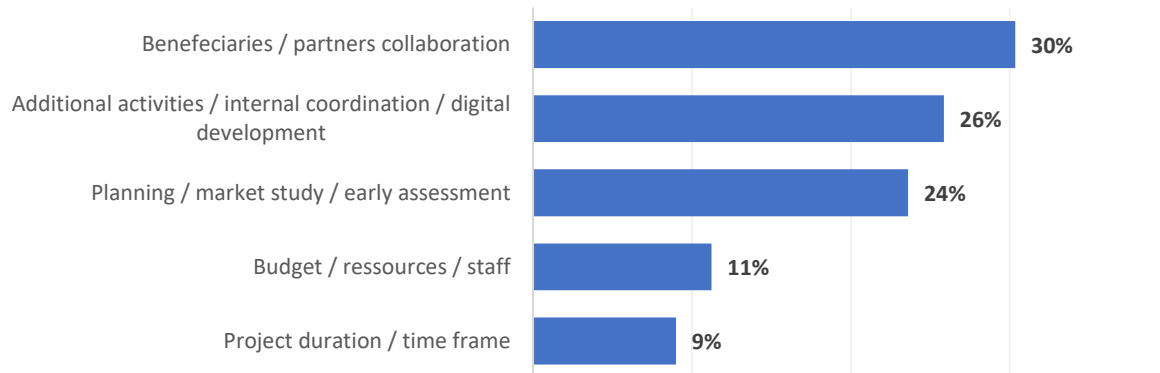 Benefeciaries / partners collaboration
30%
Additional activities / internal coordination / digital
development
26%
Planning / market study / early assessment
24%
Budget / ressources / staff
11%
Project duration / time frame
9%